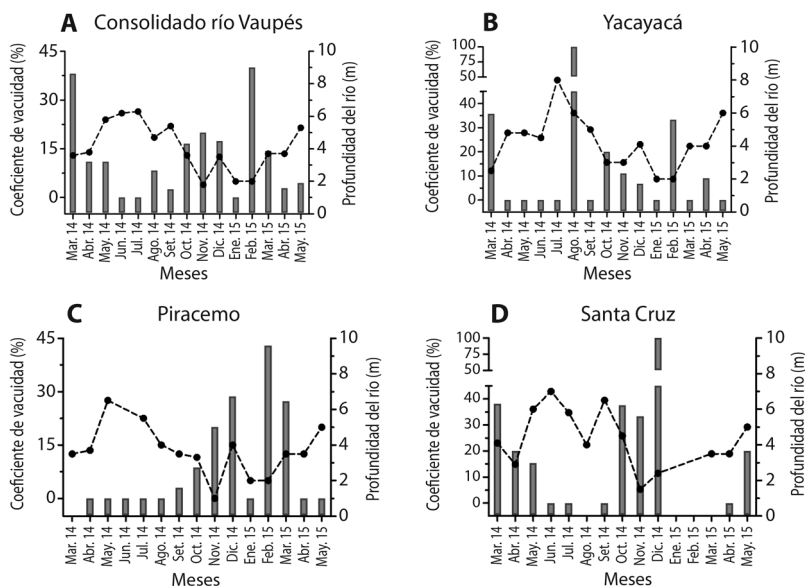 A Consolidado río Vaupés
45
30
15
0
10
8
6
4
2
0
Coeficiente de vacuidad (%)
Profundidad del río (m)
Mar. 14
Abr. 14
May. 14
Jun. 14
Jul. 14
Ago. 14
Set. 14
Oct. 14
Nov. 14
Dic. 14
Ene. 15
Feb. 15
Mar. 15
Abr. 15
May. 15
Meses
B Yacayacá
100
75
50
40
30
20
10
0
10
8
6
4
2
0
Coeficiente de vacuidad (%)
Profundidad del río (m)
Mar. 14
Abr. 14
May. 14
Jun. 14
Jul. 14
Ago. 14
Set. 14
Oct. 14
Nov. 14
Dic. 14
Ene. 15
Feb. 15
Mar. 15
Abr. 15
May. 15
Meses
C Piracemo
45
30
15
0
10
8
6
4
2
0
Coeficiente de vacuidad (%)
Profundidad del río (m)
Mar. 14
Abr. 14
May. 14
Jun. 14
Jul. 14
Ago. 14
Set. 14
Oct. 14
Nov. 14
Dic. 14
Ene. 15
Feb. 15
Mar. 15
Abr. 15
May. 15
Meses
D Santa Cruz
100
75
50
40
30
20
10
0
10
8
6
4
2
0
Coeficiente de vacuidad (%)
Profundidad del río (m)
Mar. 14
Abr. 14
May. 14
Jun. 14
Jul. 14
Ago. 14
Set. 14
Oct. 14
Nov. 14
Dic. 14
Ene. 15
Feb. 15
Mar. 15
Abr. 15
May. 15
Meses